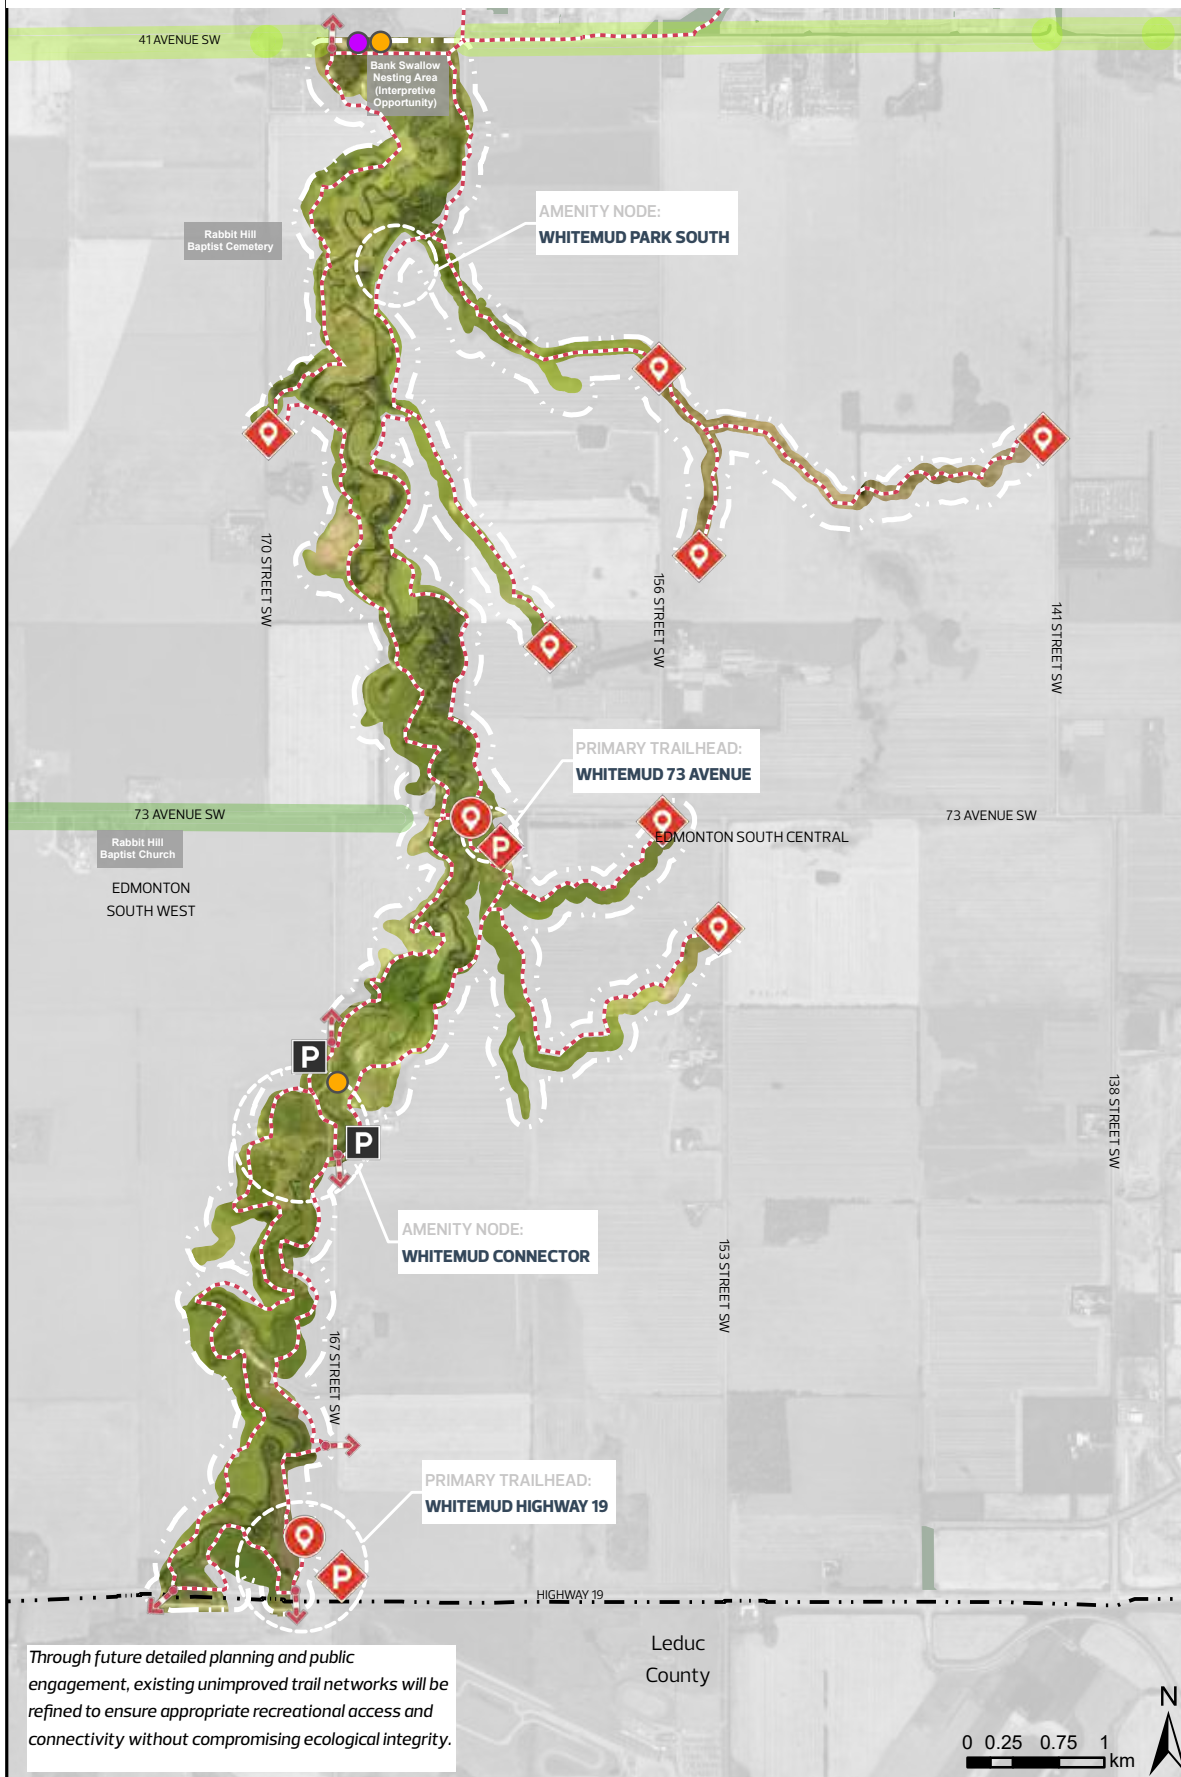 41 AVENUE SW
Bank Swallow
Nesting Area
(Interpretive
Opportunity)
AMENITY NODE:
WHITEMUD PARK SOUTH
Rabbit Hill
Baptist Cemetery
170 STREET SW
156 STREET SW
141 STREET SW
PRIMARY TRAILHEAD:
WHITEMUD 73 AVENUE
73 AVENUE SW
73 AVENUE SW
P
EDMONTON SOUTH CENTRAL
Rabbit Hill
Baptist Church
EDMONTON
SOUTH WEST
P
P
138 STREET SW
AMENITY NODE:
WHITEMUD CONNECTOR
153 STREET SW
167 STREET SW
PRIMARY TRAILHEAD:
WHITEMUD HIGHWAY 19
P
HIGHWAY 19
Leduc
County
Through future detailed planning and public
engagement, existing unimproved trail networks will be
refined to ensure appropriate recreational access and
connectivity without compromising ecological integrity.
N
0 0.25 0.75 1
km